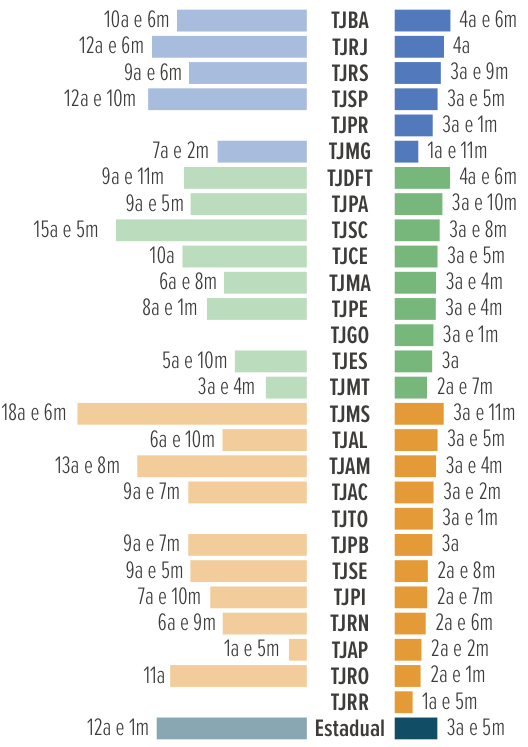 10a e 6m TJBA 4a e 6m
12a e 6m TJRJ 4a
9a e 6m TJRS 3a e 9m
12a e 10m TJSP 3a e 5m
TJPR 3a e 1m
7a e 2m TJMG 1a e 11m
9a e 11m TJDFT 4a e 6m
9a e 5m TJPA 3a e 10m
15a e 5m TJSC 3a e 8m
10a TJCE 3a e 5m
6a e 8m TJMA 3a e 4m
8a e 1m TJPE 3a e 4m
TJGO 3a e 1m
5a e 10m TJES 3a
3a e 4m TJMT 2a e 7m
18a e 6m TJMS 3a e 11m
6a e 10m TJAL 3a e 5m
13a e 8m TJAM 3a e 4m
9a e 7m TJAC 3a e 2m
TJTO 3a e 1m
9a e 7m TJPB 3a
9a e 5m TJSE 2a e 8m
7a e 10m TJPI 2a e 7m
6a e 9m TJRN 2a e 6m
1a e 5m TJAP 2a e 2m
11a TJRO 2a e 1m
TJRR 1a e 5m
12a e 1m Estadual 3a e 5m